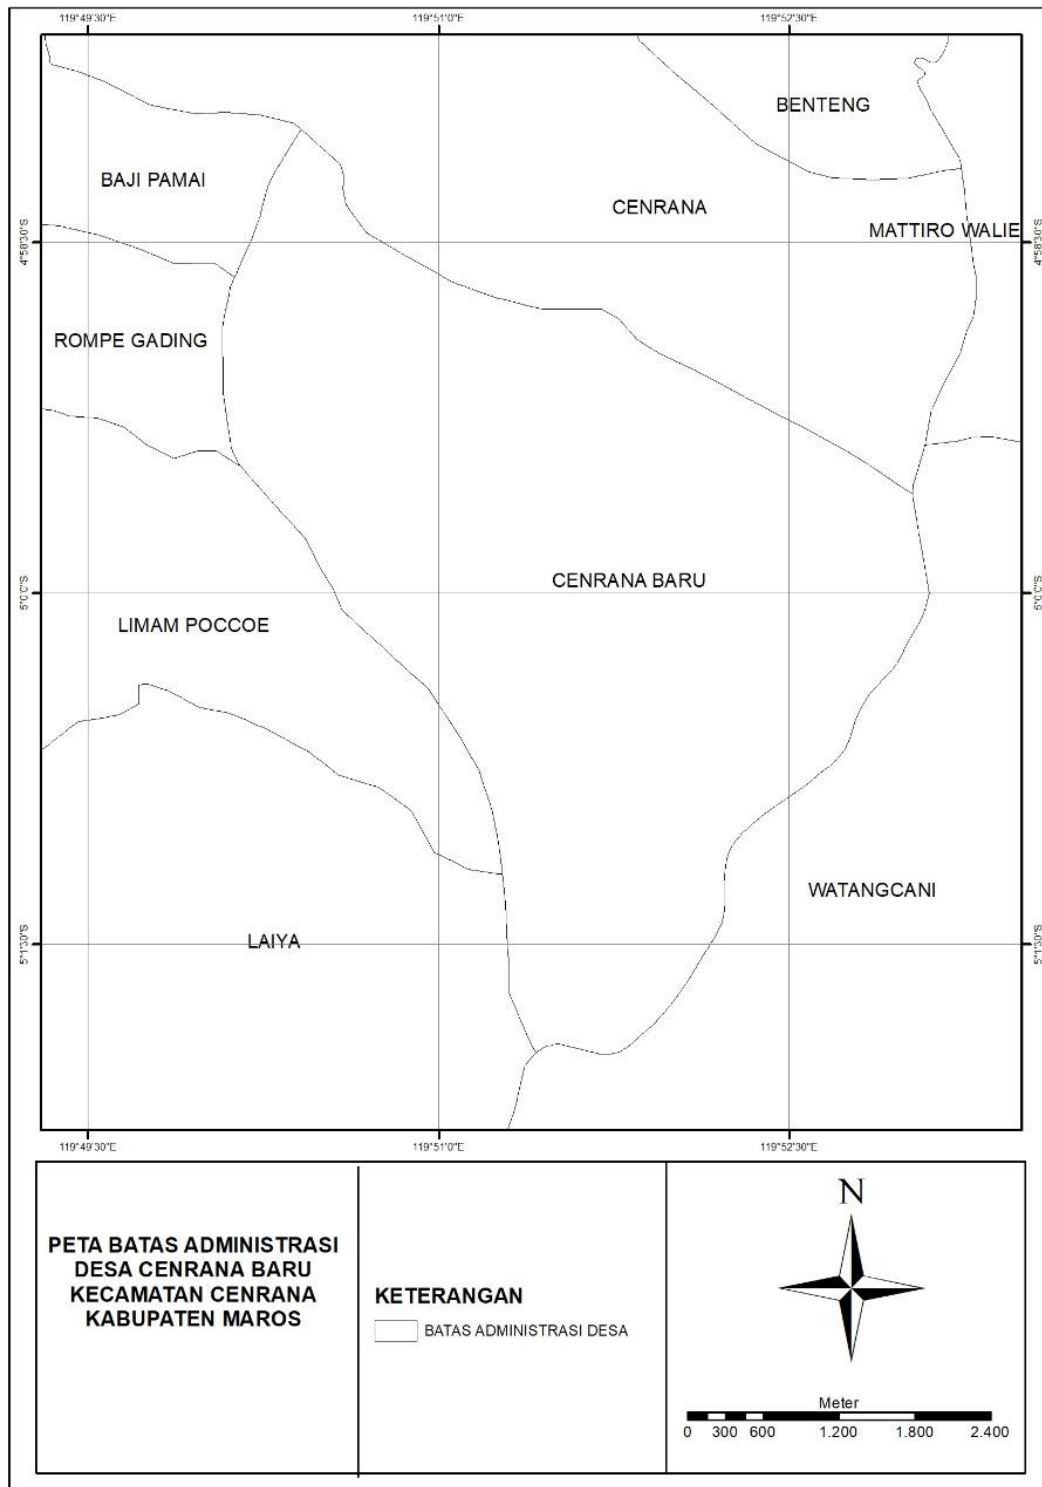 119°49'30"E 119°51'0"E 119°52'30"E
BENTENG
BAJI PAMAI
CENRANA
MATTIRO WALIE
4°58'30"S 4°58'30"S
ROMPE GADING
CENRANA BARU
5°0'0"S 5°0'0"S
LIMAM POCCOE
WATANGCANI
LAIYA
5°1'30"S 5°1'30"S
119°49'30"E 119°51'0"E 119°52'30"E
PETA BATAS ADMINISTRASI
DESA CENRANA BARU
KECAMATAN CENRANA
KABUPATEN MAROS
KETERANGAN
BATAS ADMINISTRASI DESA
N
Meter
0 300 600 1.200 1.800 2.400